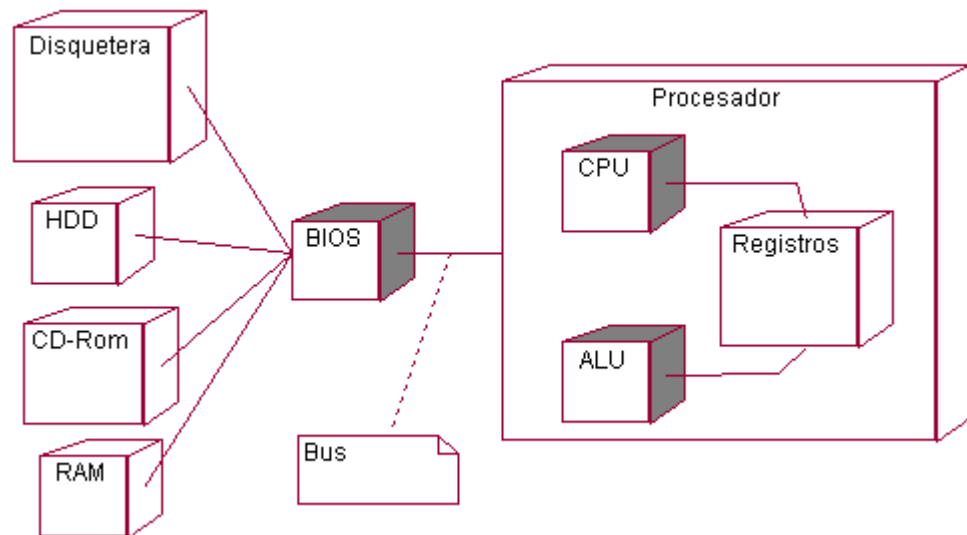 Disquetera
HDD
CD-Rom
RAM
BIOS
Bus
Procesador
CPU
Registros
ALU